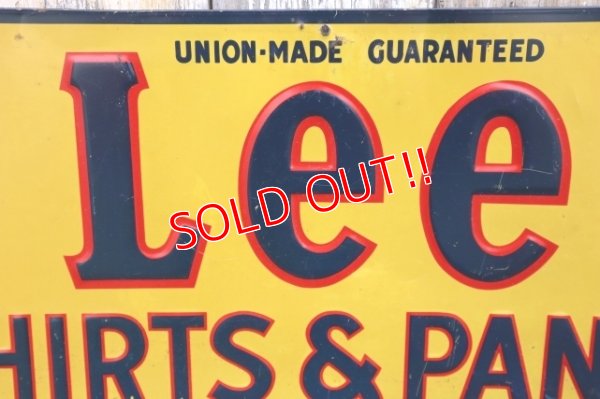 UNION-MADE GUARANTEED
Lee
SOLD OUT!!
HIRTS & PAN